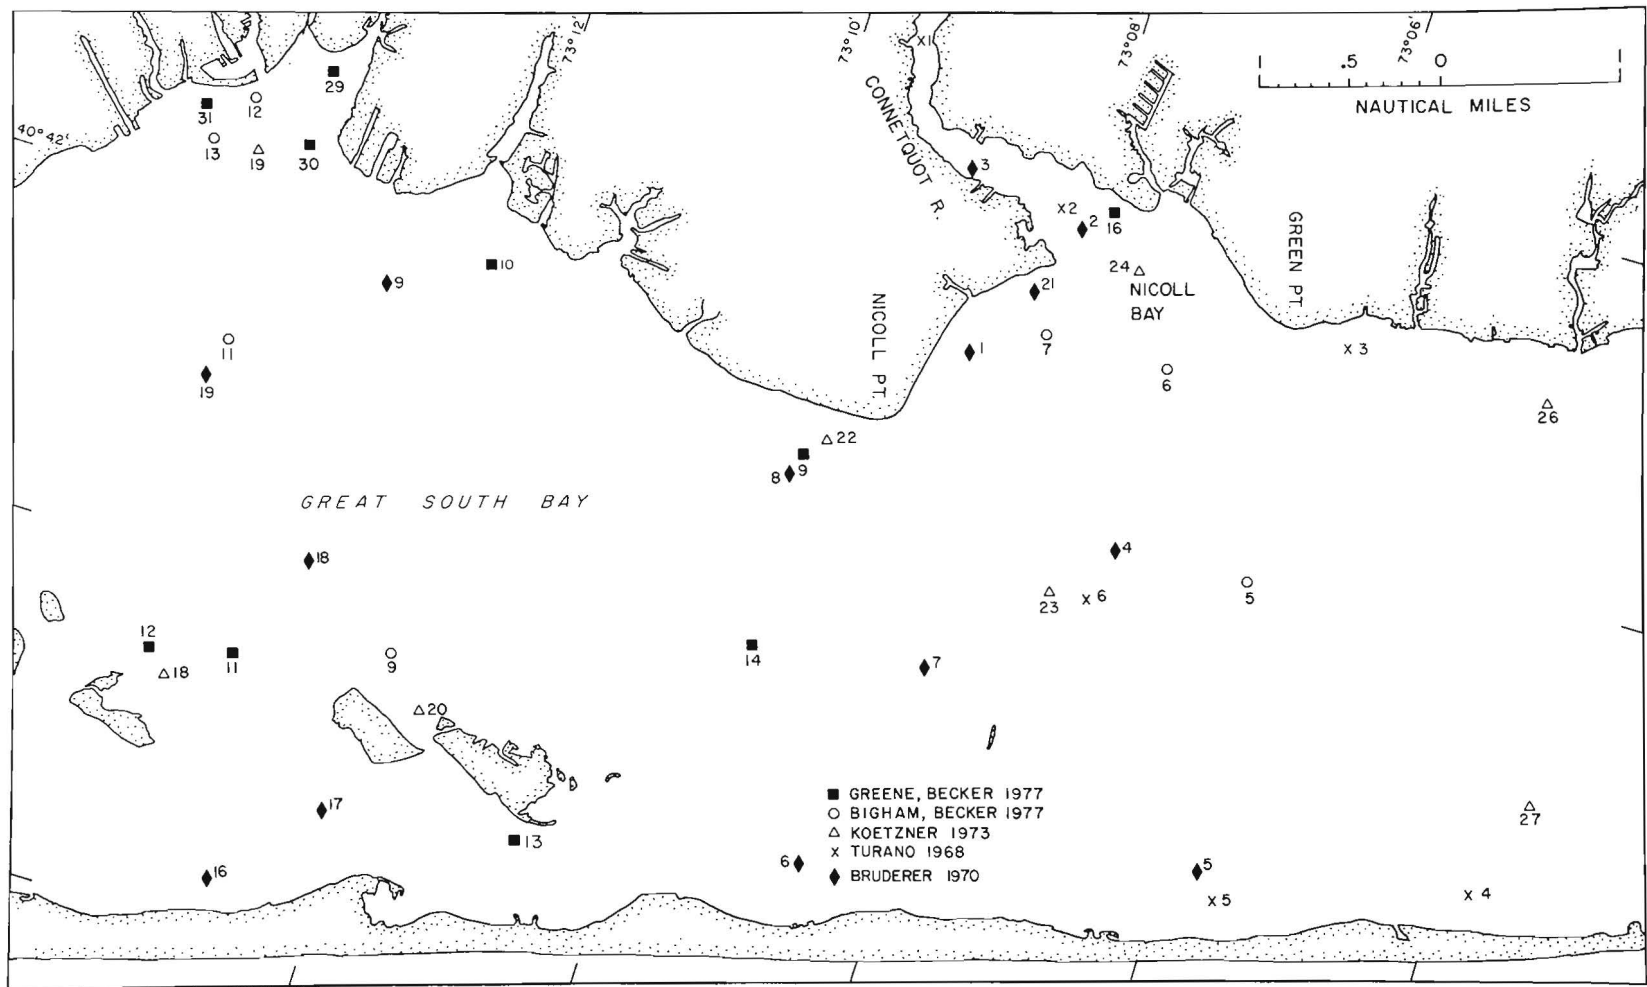 73°12'
73°10'
73°08'
73°06'
x1
.5 0
NAUTICAL MILES
29
31
12
40°42'
13
19
30
CONNETQUOT R.
3
x2
2
16
GREEN PT.
24
NICOLL
BAY
10
9
21
NICOLL PT.
1
7
x 3
11
6
19
26
22
8
9
GREAT SOUTH BAY
18
4
23
x 6
5
12
18
11
9
14
7
20
17
GREENE, BECKER 1977
BIGHAM, BECKER 1977
KOETZNER 1973
x TURANO 1968
BRUDERER 1970
27
13
16
6
5
x 5
x 4